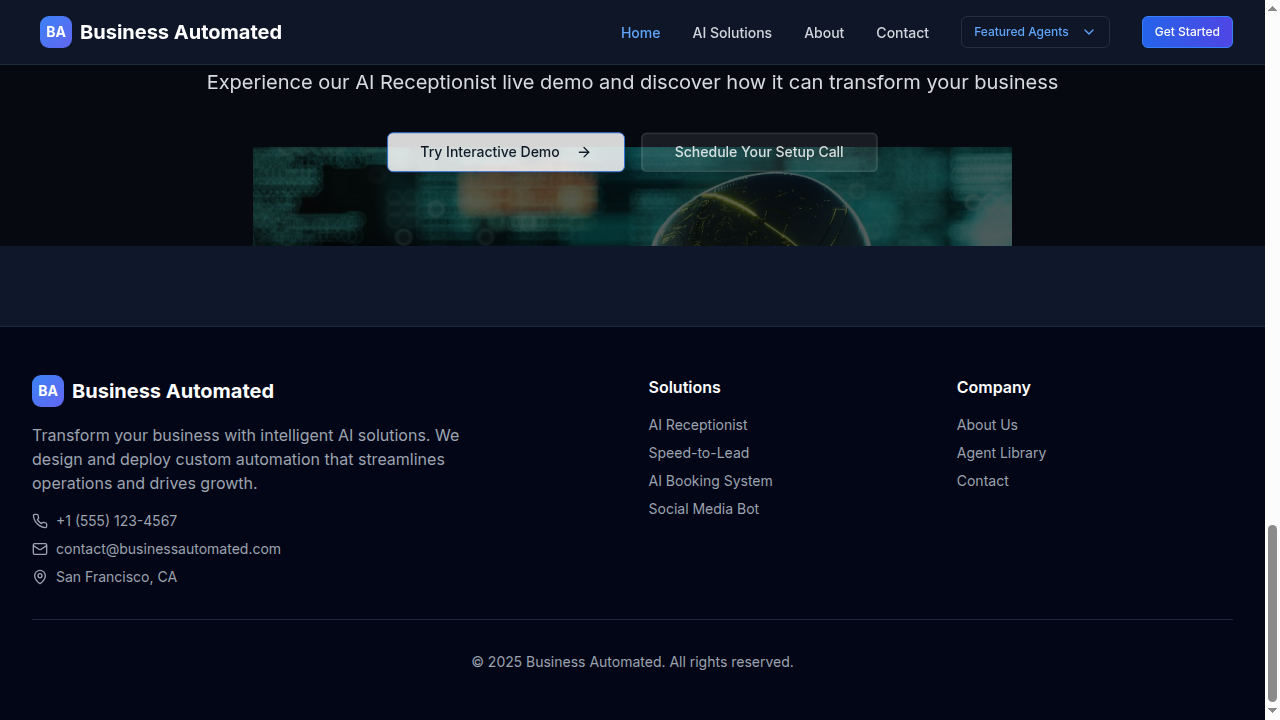 BA Business Automated
Home AI Solutions About Contact Featured Agents Get Started
Experience our AI Receptionist live demo and discover how it can transform your business
Try Interactive Demo Schedule Your Setup Call
BA Business Automated
Transform your business with intelligent AI solutions. We
design and deploy custom automation that streamlines
operations and drives growth.
+1 (555) 123-4567
contact@businessautomated.com
San Francisco, CA
Solutions
AI Receptionist
Speed-to-Lead
AI Booking System
Social Media Bot
Company
About Us
Agent Library
Contact
© 2025 Business Automated. All rights reserved.